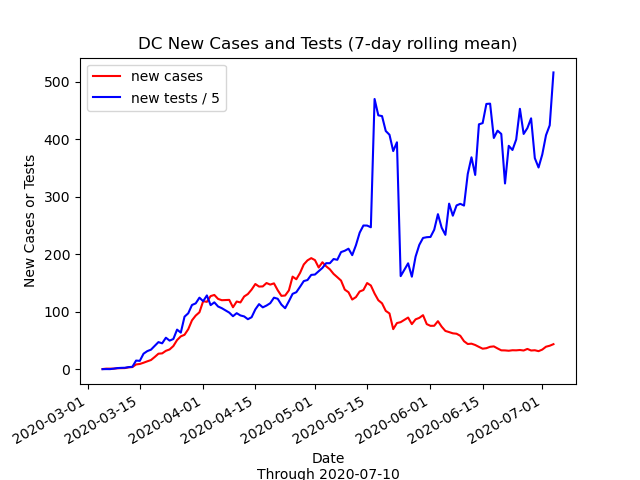 DC New Cases and Tests (7-day rolling mean)
new cases
new tests / 5
New Cases or Tests
500
400
300
200
100
0
2020-03-01
2020-03-15
2020-04-01
2020-04-15
2020-05-01
2020-05-15
2020-06-01
2020-06-15
2020-07-01
Date
Through 2020-07-10